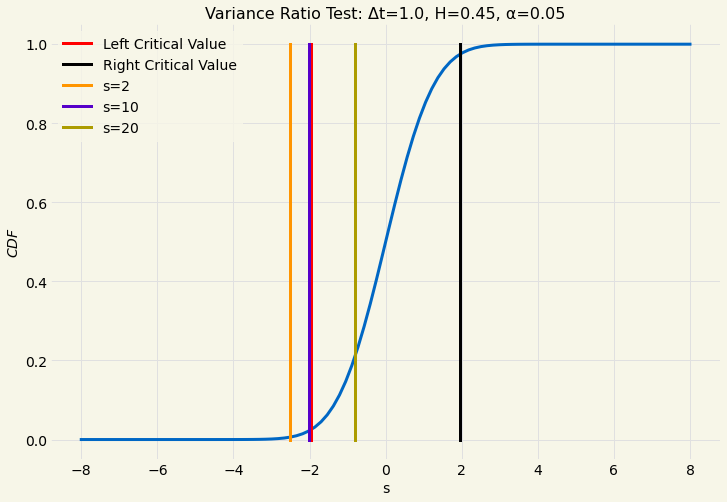 Variance Ratio Test: Δt=1.0, H=0.45, α=0.05
Left Critical Value
Right Critical Value
s=2
s=10
s=20
1.0
0.8
0.6
0.4
0.2
0.0
CDF
−8 −6 −4 −2 0 2 4 6 8
s